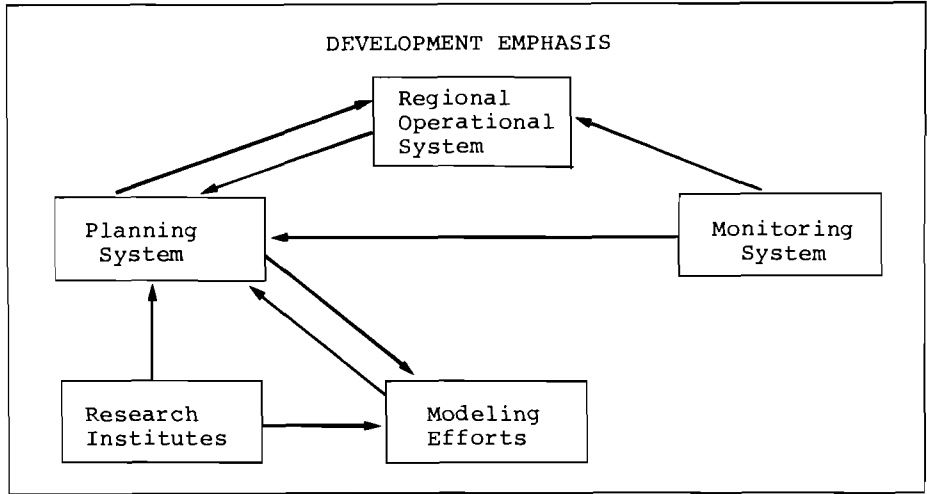 DEVELOPMENT EMPHASIS
Regional
Operational
System
Planning
System
Monitoring
System
Research
Institutes
Modeling
Efforts